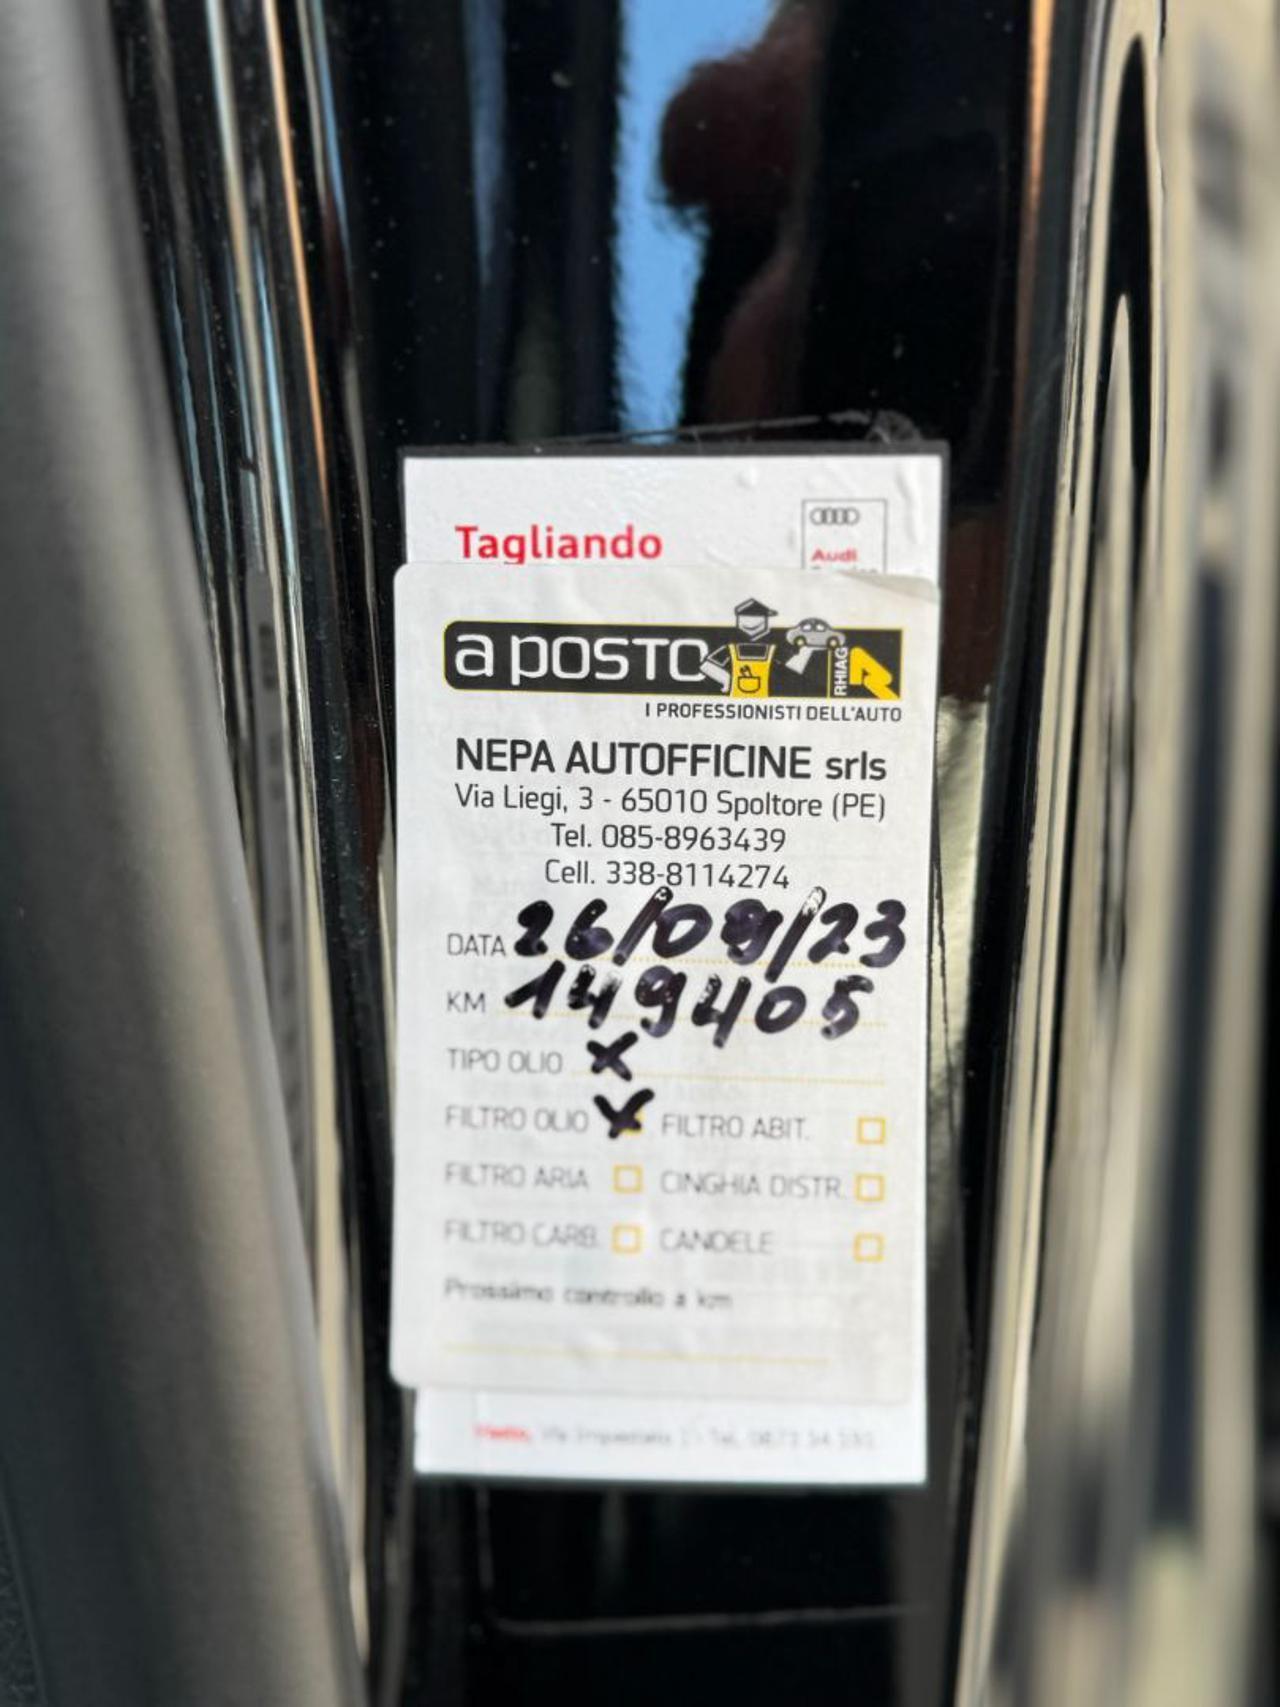 Tagliando
Audi
a posto
RHIAG
I PROFESSIONISTI DELL'AUTO
NEPA AUTOFFICINE srls
Via Liegi, 3 - 65010 Spoltore (PE)
Tel. 085-8963439
Cell. 338-8114274
DATA 26/09/23
KM 149405
TIPO OLIO X
FILTRO OLIO X FILTRO ABIT.
FILTRO ARIA CINGHIA DISTR.
FILTRO CARB. CANDELE
Prossimo controllo a km